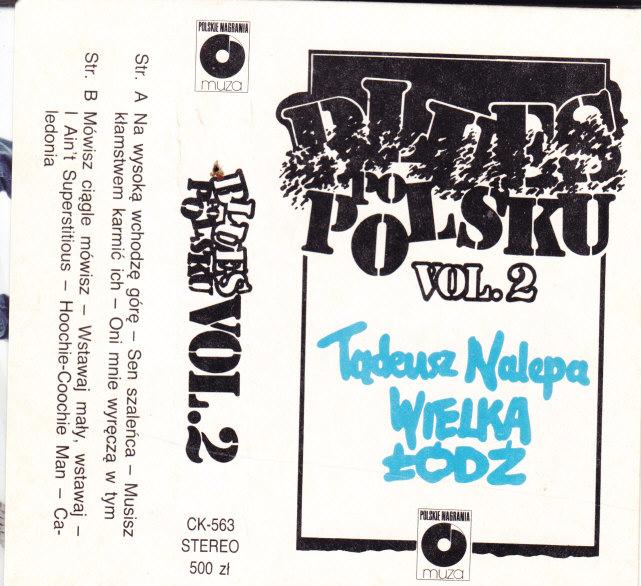 Str. A Na wysoką wchodzę górę – Sen szaleńca – Musisz
kłamstwem karmić ich – Oni mnie wyręczą w tym
Str. B Mówisz ciągle mówisz – Wstawaj mały, wstawaj –
I Ain't Superstitious – Hoochie-Coochie Man – Ca-
ledonia
POLSKIE NAGRANIA
muza
BLUES
PO
POLSKU
VOL. 2
CK-563
STEREO
500 zł
BLUES
PO
POLSKU
VOL. 2
Tadeusz Nalepa
WIELKA
ŁÓDŹ
POLSKIE NAGRANIA
muza